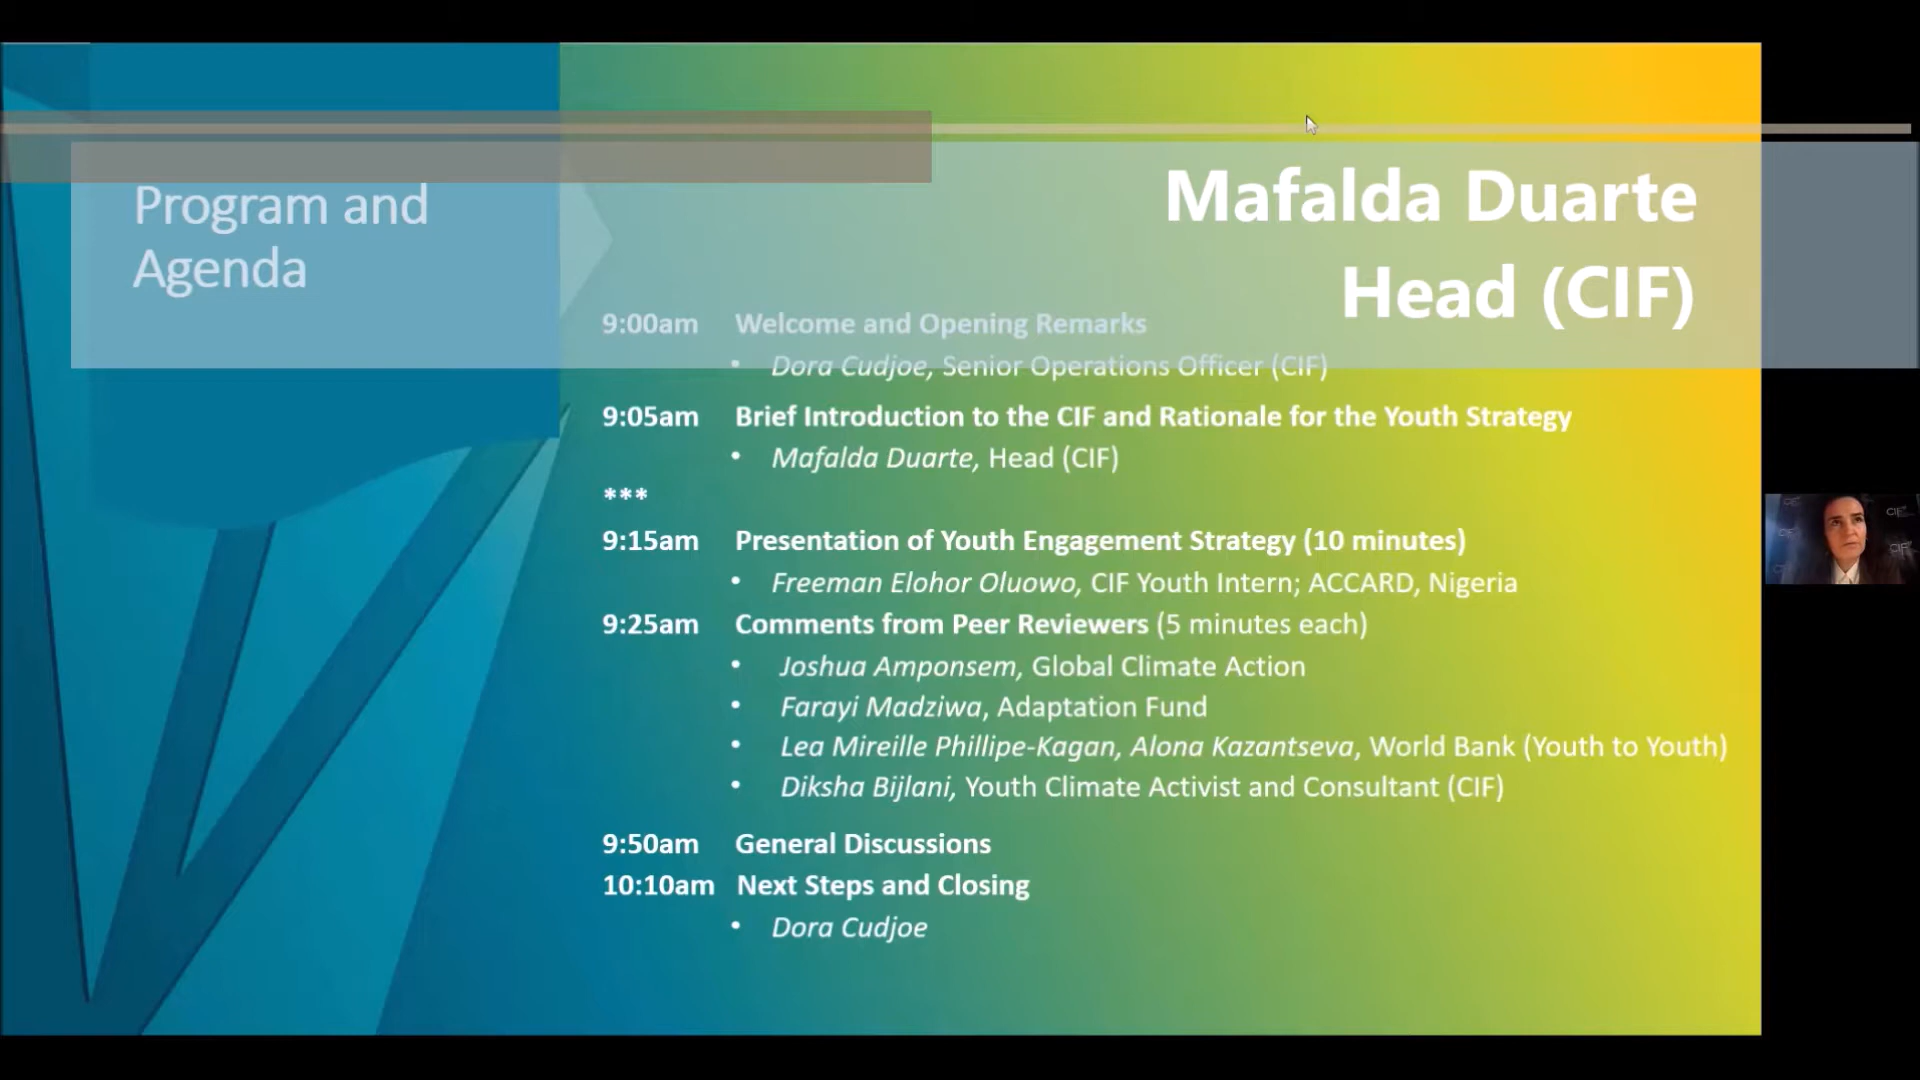 Program and
Agenda
Mafalda Duarte
Head (CIF)
9:00am Welcome and Opening Remarks
• Dora Cudjoe, Senior Operations Officer (CIF)
9:05am Brief Introduction to the CIF and Rationale for the Youth Strategy
• Mafalda Duarte, Head (CIF)
***
9:15am Presentation of Youth Engagement Strategy (10 minutes)
• Freeman Elohor Oluowo, CIF Youth Intern; ACCARD, Nigeria
9:25am Comments from Peer Reviewers (5 minutes each)
• Joshua Amponsem, Global Climate Action
• Farayi Madziwa, Adaptation Fund
• Lea Mireille Phillipe-Kagan, Alona Kazantseva, World Bank (Youth to Youth)
• Diksha Bijlani, Youth Climate Activist and Consultant (CIF)
9:50am General Discussions
10:10am Next Steps and Closing
• Dora Cudjoe
CIF
CIF